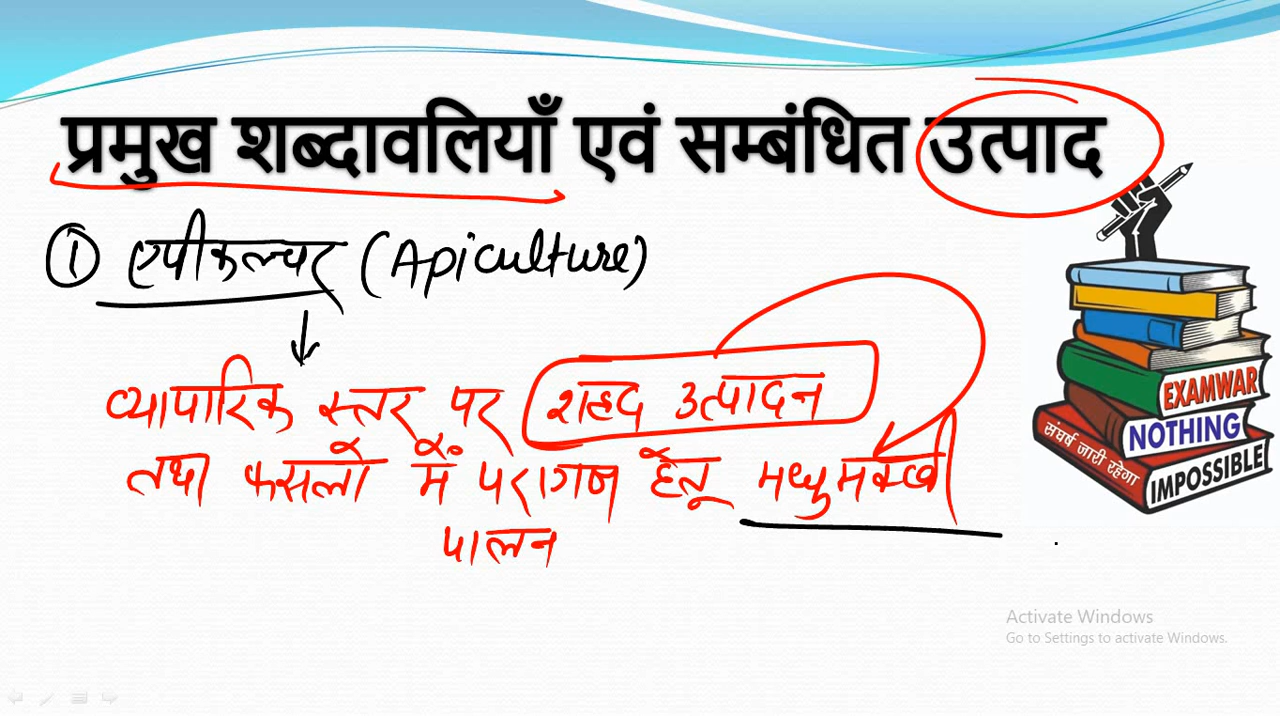 प्रमुख शब्दावलियाँ एवं सम्बंधित उत्पाद
① एपीकल्चर (Apiculture)
व्यापारिक स्तर पर शहद उत्पादन
तथा फसलों में परागण हेतू मधुमक्खी
पालन
EXAMWAR
NOTHING
संघर्ष जारी रहेगा
IMPOSSIBLE
Activate Windows
Go to Settings to activate Windows.